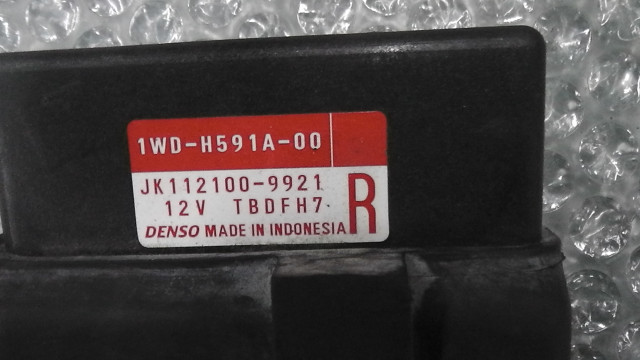 1WD-H591A-00
JK112100-9921
12V TBDFH7 R
DENSO MADE IN INDONESIA